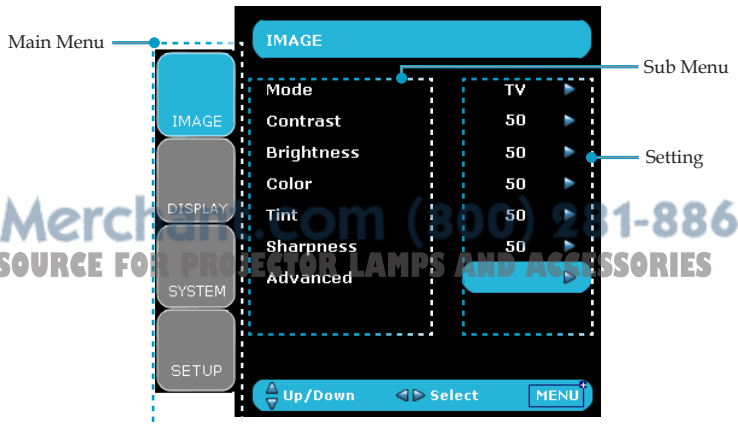 IMAGE
Main Menu
Sub Menu
Mode TV
IMAGE
Contrast 50
Brightness 50
Setting
Color 50
DISPLAY
Tint 50
Merchant.com (800) 281-886
Sharpness 50
SOURCE FOR PROJECTOR LAMPS AND ACCESSORIES
Advanced
SYSTEM
SETUP
Up/Down Select MENU